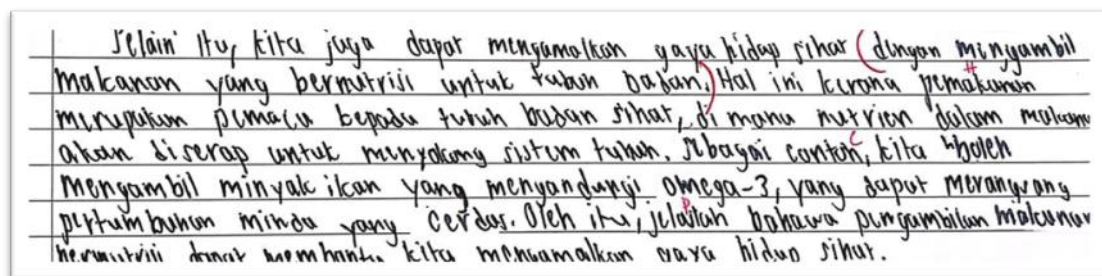 Selain itu, kita juga dapat mengamalkan gaya hidup sihat dengan mengambil
makanan yang bernutrisi untuk tubuh badan. Hal ini kerana pemakanan
merupakan pemacu kepada tubuh badan sihat, di mana nutrien dalam makanan
akan diserap untuk menyokong sistem tubuh. Sebagai contoh, kita boleh
mengambil minyak ikan yang mengandungi omega-3, yang dapat merangsang
pertumbuhan minda yang cerdas. Oleh itu, jelaslah bahawa pengambilan makanan
bernutrisi dapat membantu kita mengamalkan gaya hidup sihat.